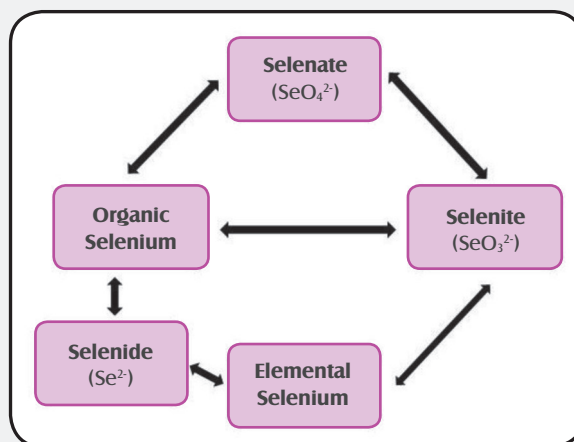 Selenate
(SeO₄²⁻)
Organic
Selenium
Selenite
(SeO₃²⁻)
Selenide
(Se²⁻)
Elemental
Selenium